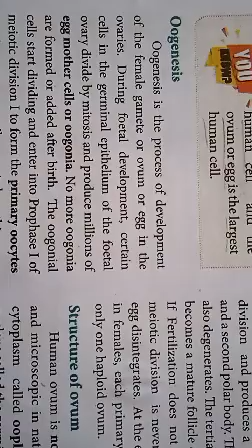 YOU
KNOW?
human cell and the
ovum or egg is the largest
human cell.
Oogenesis
Oogenesis is the process of development
of the female gamete or ovum or egg in the
ovaries. During foetal development, certain
cells in the germinal epithelium of the foetal
ovary divide by mitosis and produce millions of
egg mother cells or oogonia. No more oogonia
are formed or added after birth. The oogonial
cells start dividing and enter into Prophase I of
meiotic division I to form the primary oocytes
division and produces
and a second polar body.
also degenerates. The tertia
becomes a mature follicle
If Fertilization does not
meiotic division is never
egg disintegrates. At the e
in females, each primary
only one haploid ovum.
Structure of ovum
Human ovum is no
and microscopic in nat
cytoplasm called oopl